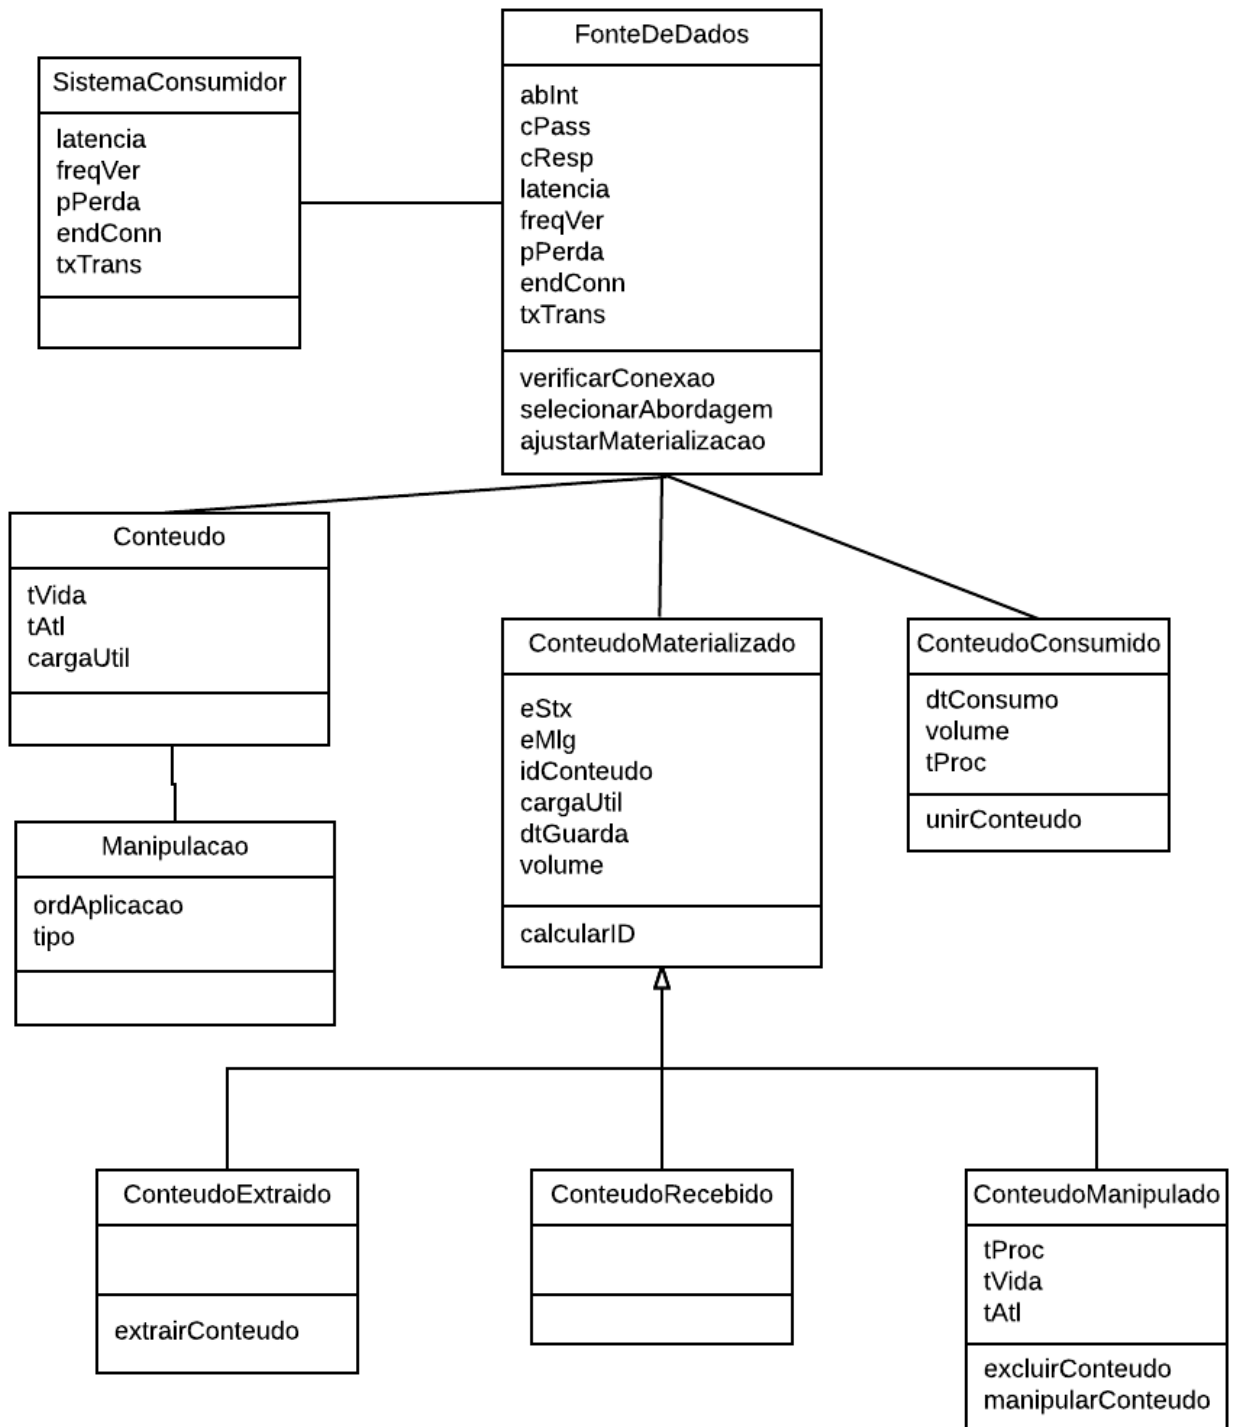 FonteDeDados
abInt
cPass
cResp
latencia
freqVer
pPerda
endConn
txTrans
verificarConexao
selecionarAbordagem
ajustarMaterializacao
SistemaConsumidor
latencia
freqVer
pPerda
endConn
txTrans
Conteudo
tVida
tAtl
cargaUtil
Manipulacao
ordAplicacao
tipo
ConteudoMaterializado
eStx
eMlg
idConteudo
cargaUtil
dtGuarda
volume
calcularID
ConteudoConsumido
dtConsumo
volume
tProc
unirConteudo
ConteudoExtraido
extrairConteudo
ConteudoRecebido
ConteudoManipulado
tProc
tVida
tAtl
excluirConteudo
manipularConteudo